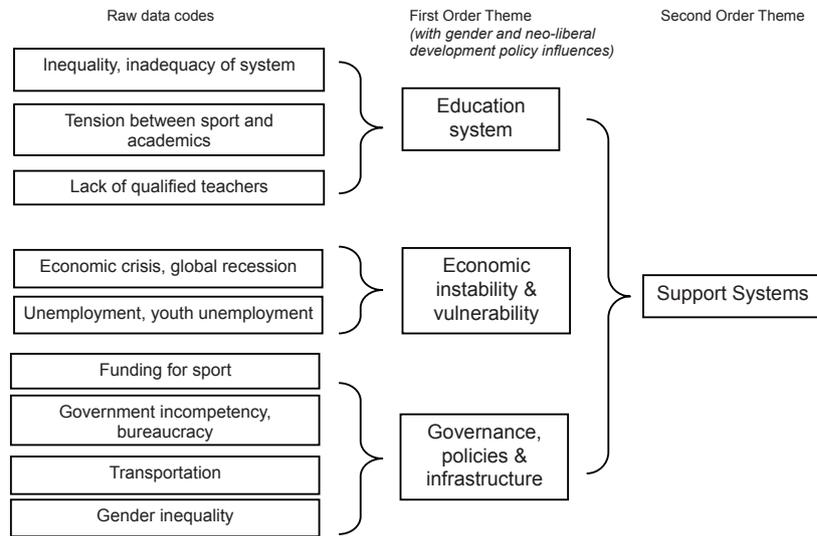 Raw data codes
First Order Theme
(with gender and neo-liberal
development policy influences)
Second Order Theme
Inequality, inadequacy of system
Tension between sport and
academics
Lack of qualified teachers
Education
system
Economic crisis, global recession
Unemployment, youth unemployment
Economic
instability &
vulnerability
Support Systems
Funding for sport
Government incompetency,
bureaucracy
Transportation
Gender inequality
Governance,
policies &
infrastructure